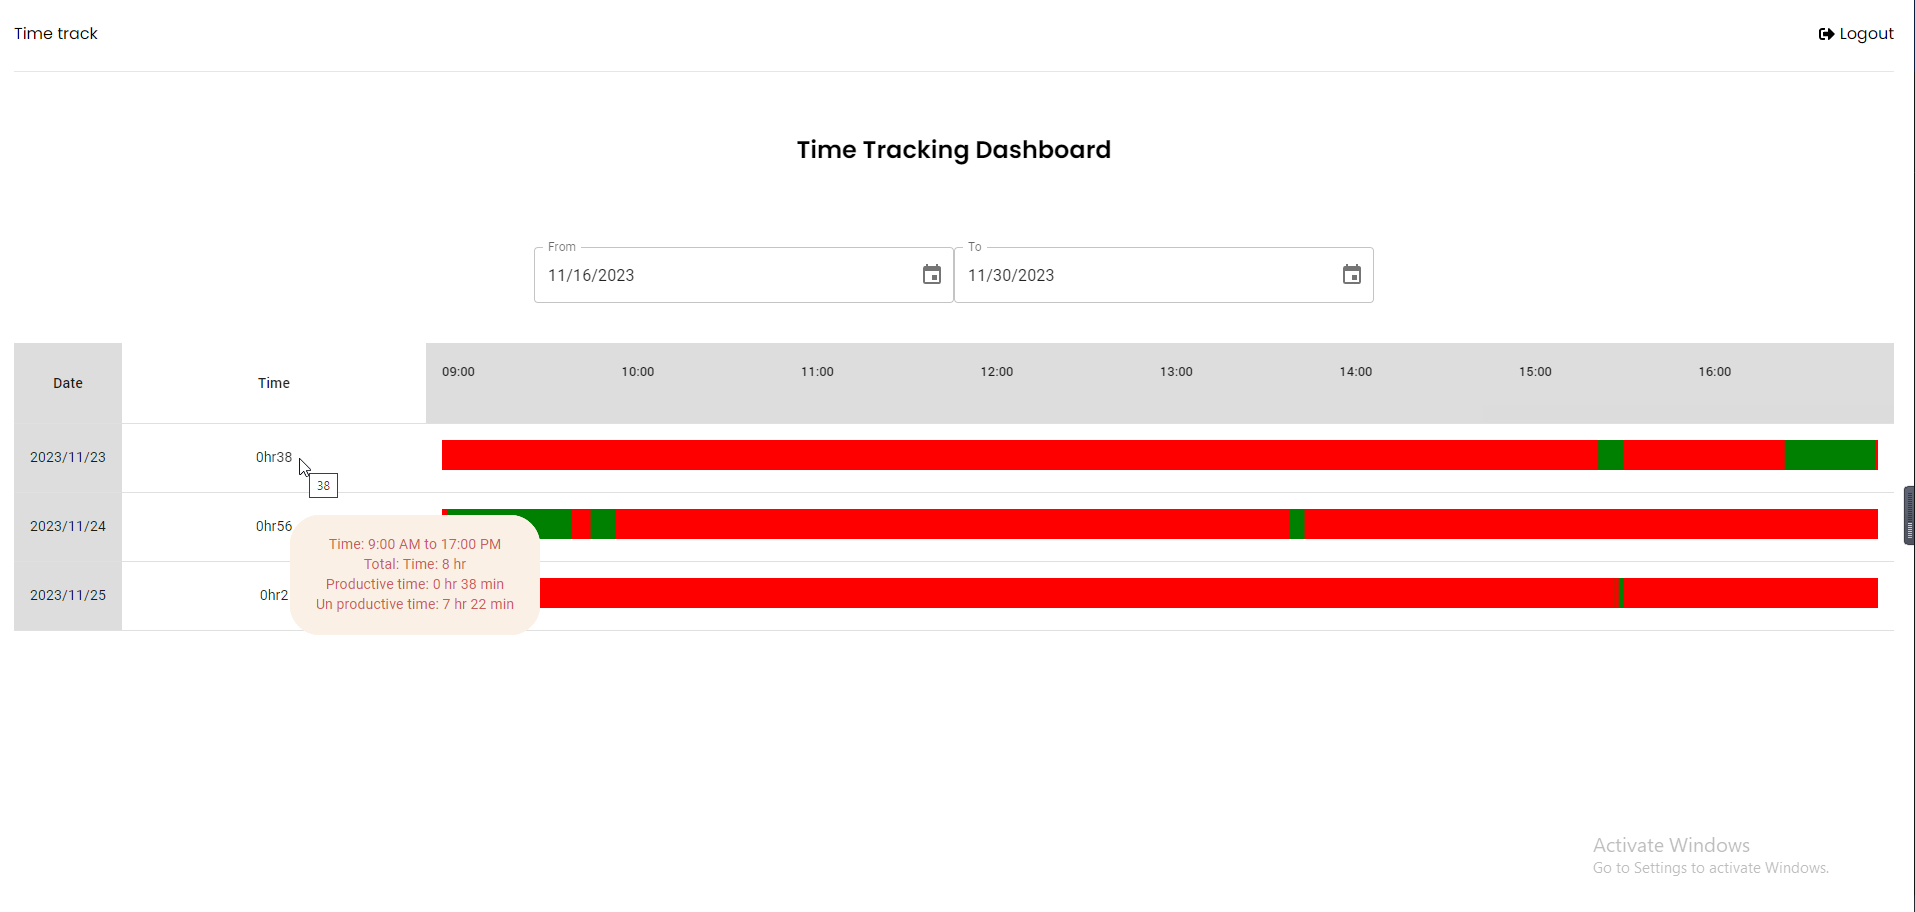 Time track
Logout
Time Tracking Dashboard
From
To
11/16/2023
11/30/2023
Date
Time
09:00
10:00
11:00
12:00
13:00
14:00
15:00
16:00
2023/11/23
0hr38
38
2023/11/24
0hr56
Time: 9:00 AM to 17:00 PM
Total: Time: 8 hr
Productive time: 0 hr 38 min
Un productive time: 7 hr 22 min
2023/11/25
0hr2
Activate Windows
Go to Settings to activate Windows.